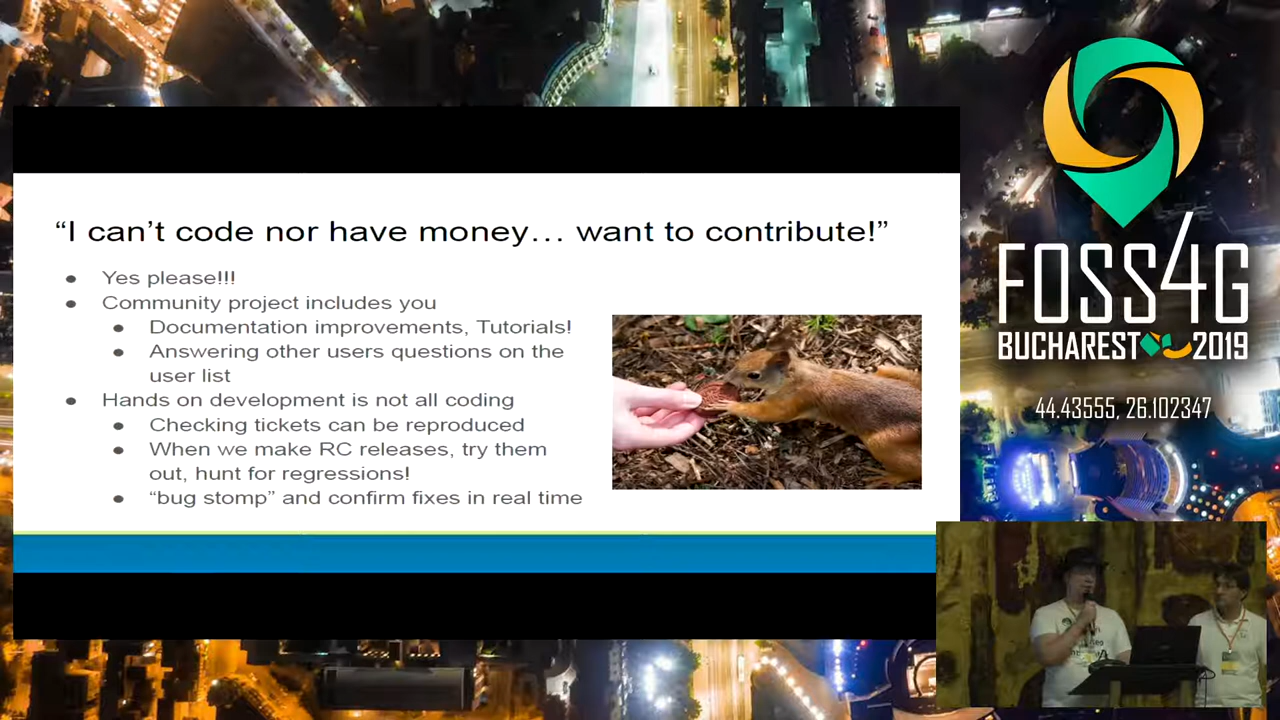 “I can’t code nor have money… want to contribute!”
● Yes please!!!
● Community project includes you
● Documentation improvements, Tutorials!
● Answering other users questions on the
user list
● Hands on development is not all coding
● Checking tickets can be reproduced
● When we make RC releases, try them
out, hunt for regressions!
● “bug stomp” and confirm fixes in real time
FOSS4G
BUCHAREST 2019
44.43555, 26.102347